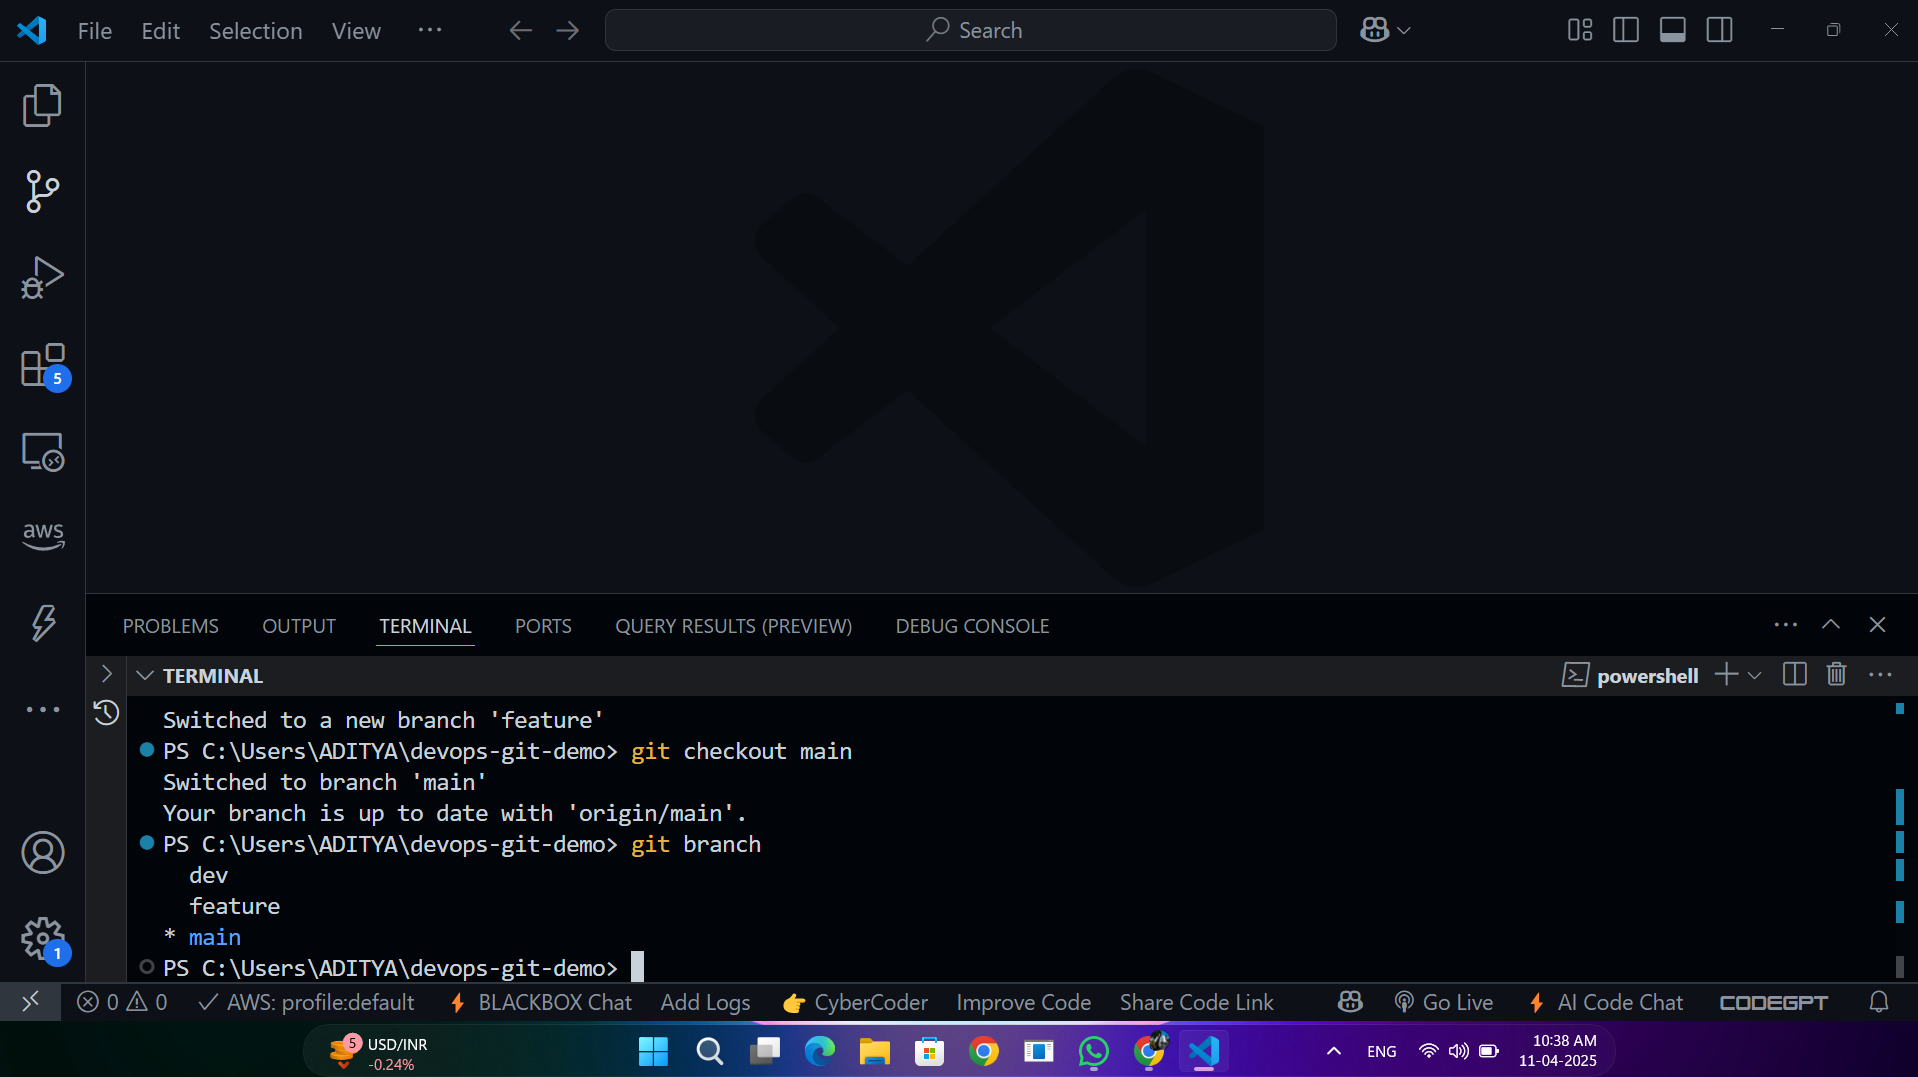 File Edit Selection View ... Search
5
aws
PROBLEMS OUTPUT TERMINAL PORTS QUERY RESULTS (PREVIEW) DEBUG CONSOLE
TERMINAL powershell
Switched to a new branch 'feature'
PS C:\Users\ADITYA\devops-git-demo> git checkout main
Switched to branch 'main'
Your branch is up to date with 'origin/main'.
PS C:\Users\ADITYA\devops-git-demo> git branch
dev
feature
* main
1
PS C:\Users\ADITYA\devops-git-demo>
0 0 AWS: profile:default BLACKBOX Chat Add Logs CyberCoder Improve Code Share Code Link Go Live AI Code Chat CODEGPT
5 USD/INR
-0.24%
ENG 10:38 AM
11-04-2025